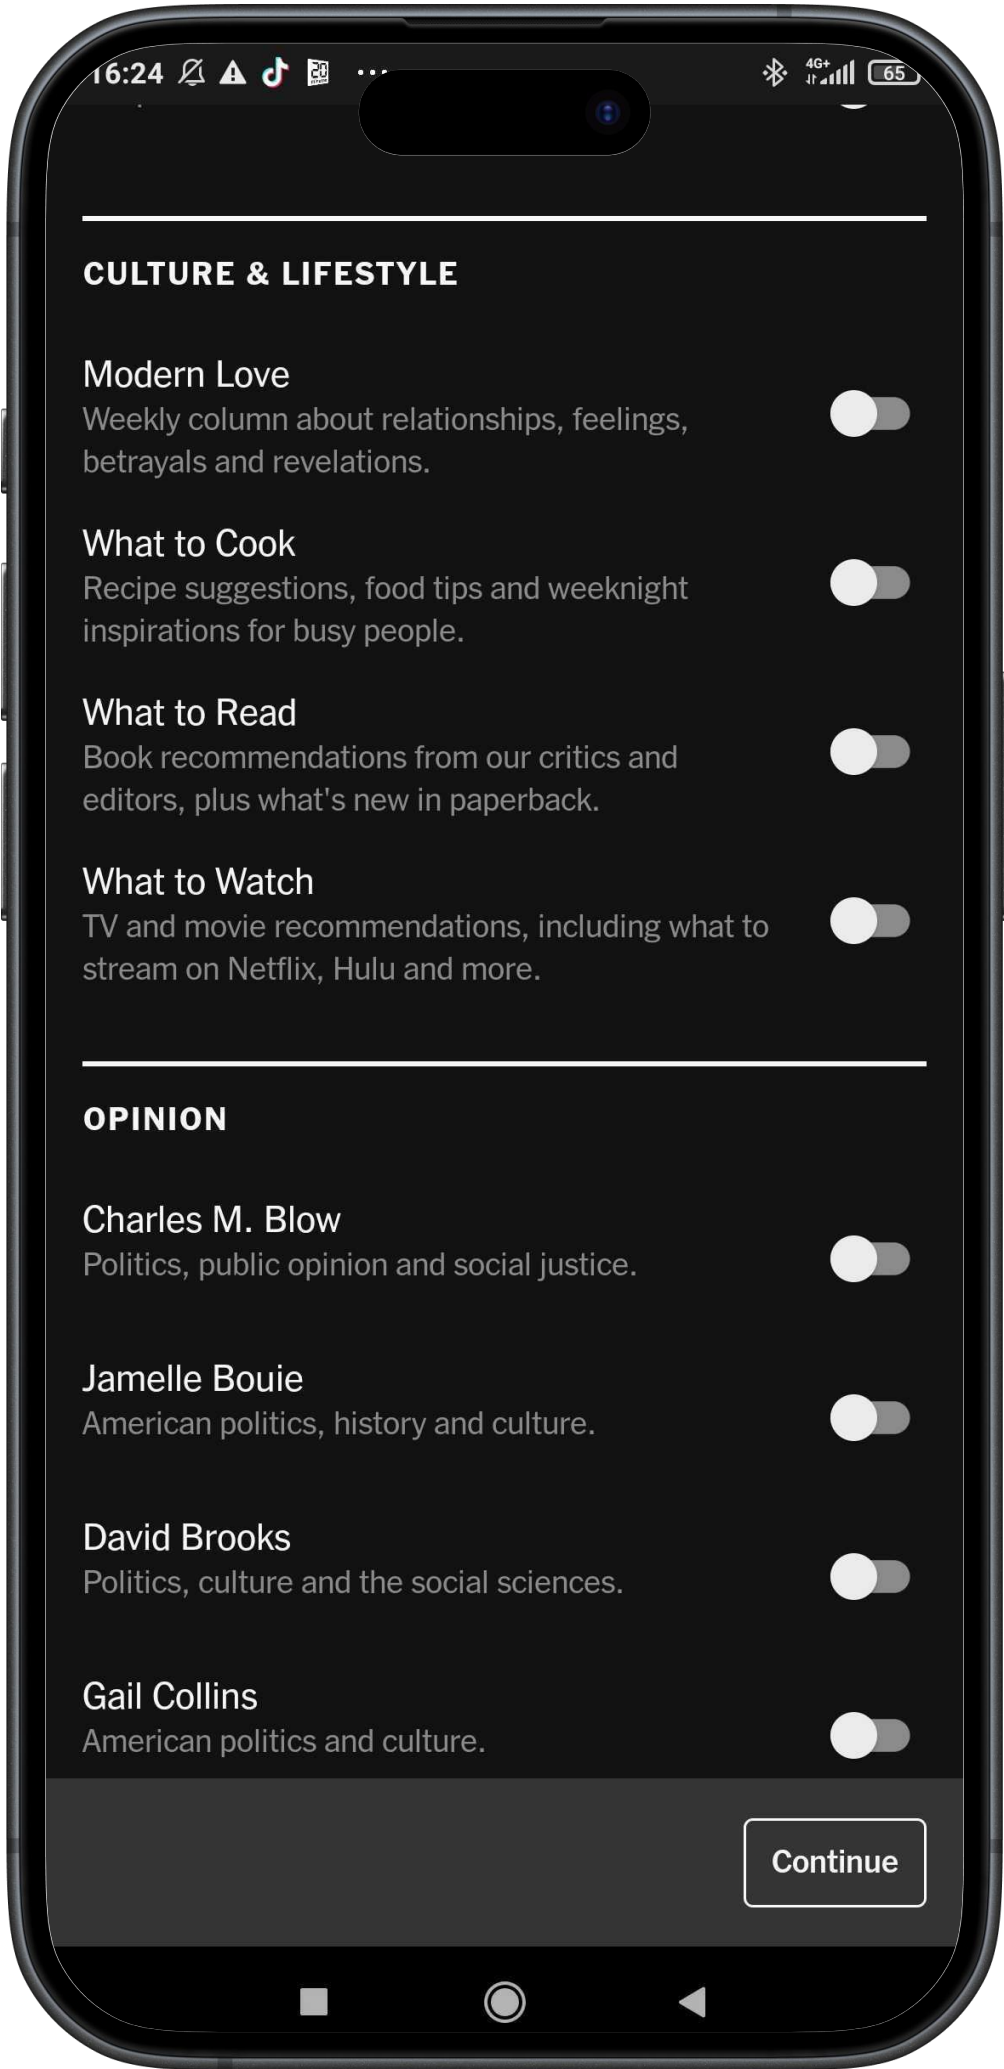 16:24
4G+
65
CULTURE & LIFESTYLE
Modern Love
Weekly column about relationships, feelings,
betrayals and revelations.
What to Cook
Recipe suggestions, food tips and weeknight
inspirations for busy people.
What to Read
Book recommendations from our critics and
editors, plus what's new in paperback.
What to Watch
TV and movie recommendations, including what to
stream on Netflix, Hulu and more.
OPINION
Charles M. Blow
Politics, public opinion and social justice.
Jamelle Bouie
American politics, history and culture.
David Brooks
Politics, culture and the social sciences.
Gail Collins
American politics and culture.
Continue